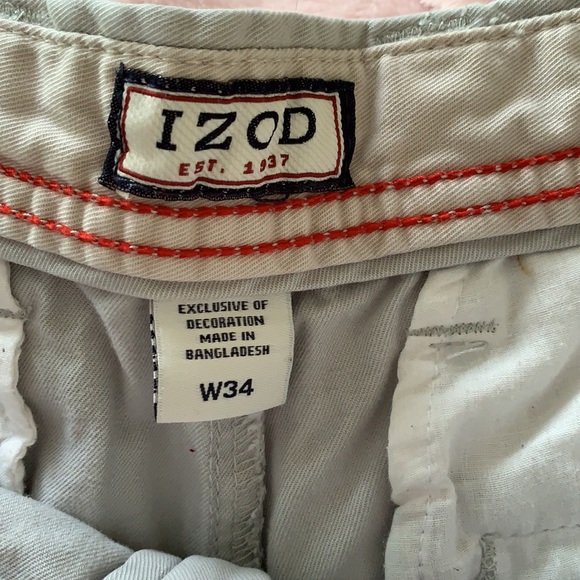 IZOD
EST. 1937
EXCLUSIVE OF
DECORATION
MADE IN
BANGLADESH
W34